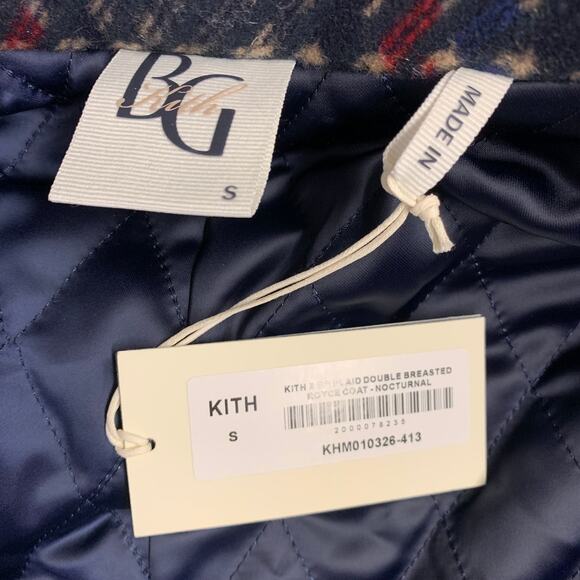 BG
Kith
S
MADE IN
KITH
S
KITH X PLAID DOUBLE BREASTED
ROYCE COAT - NOCTURNAL
2000078235
KHM010326-413